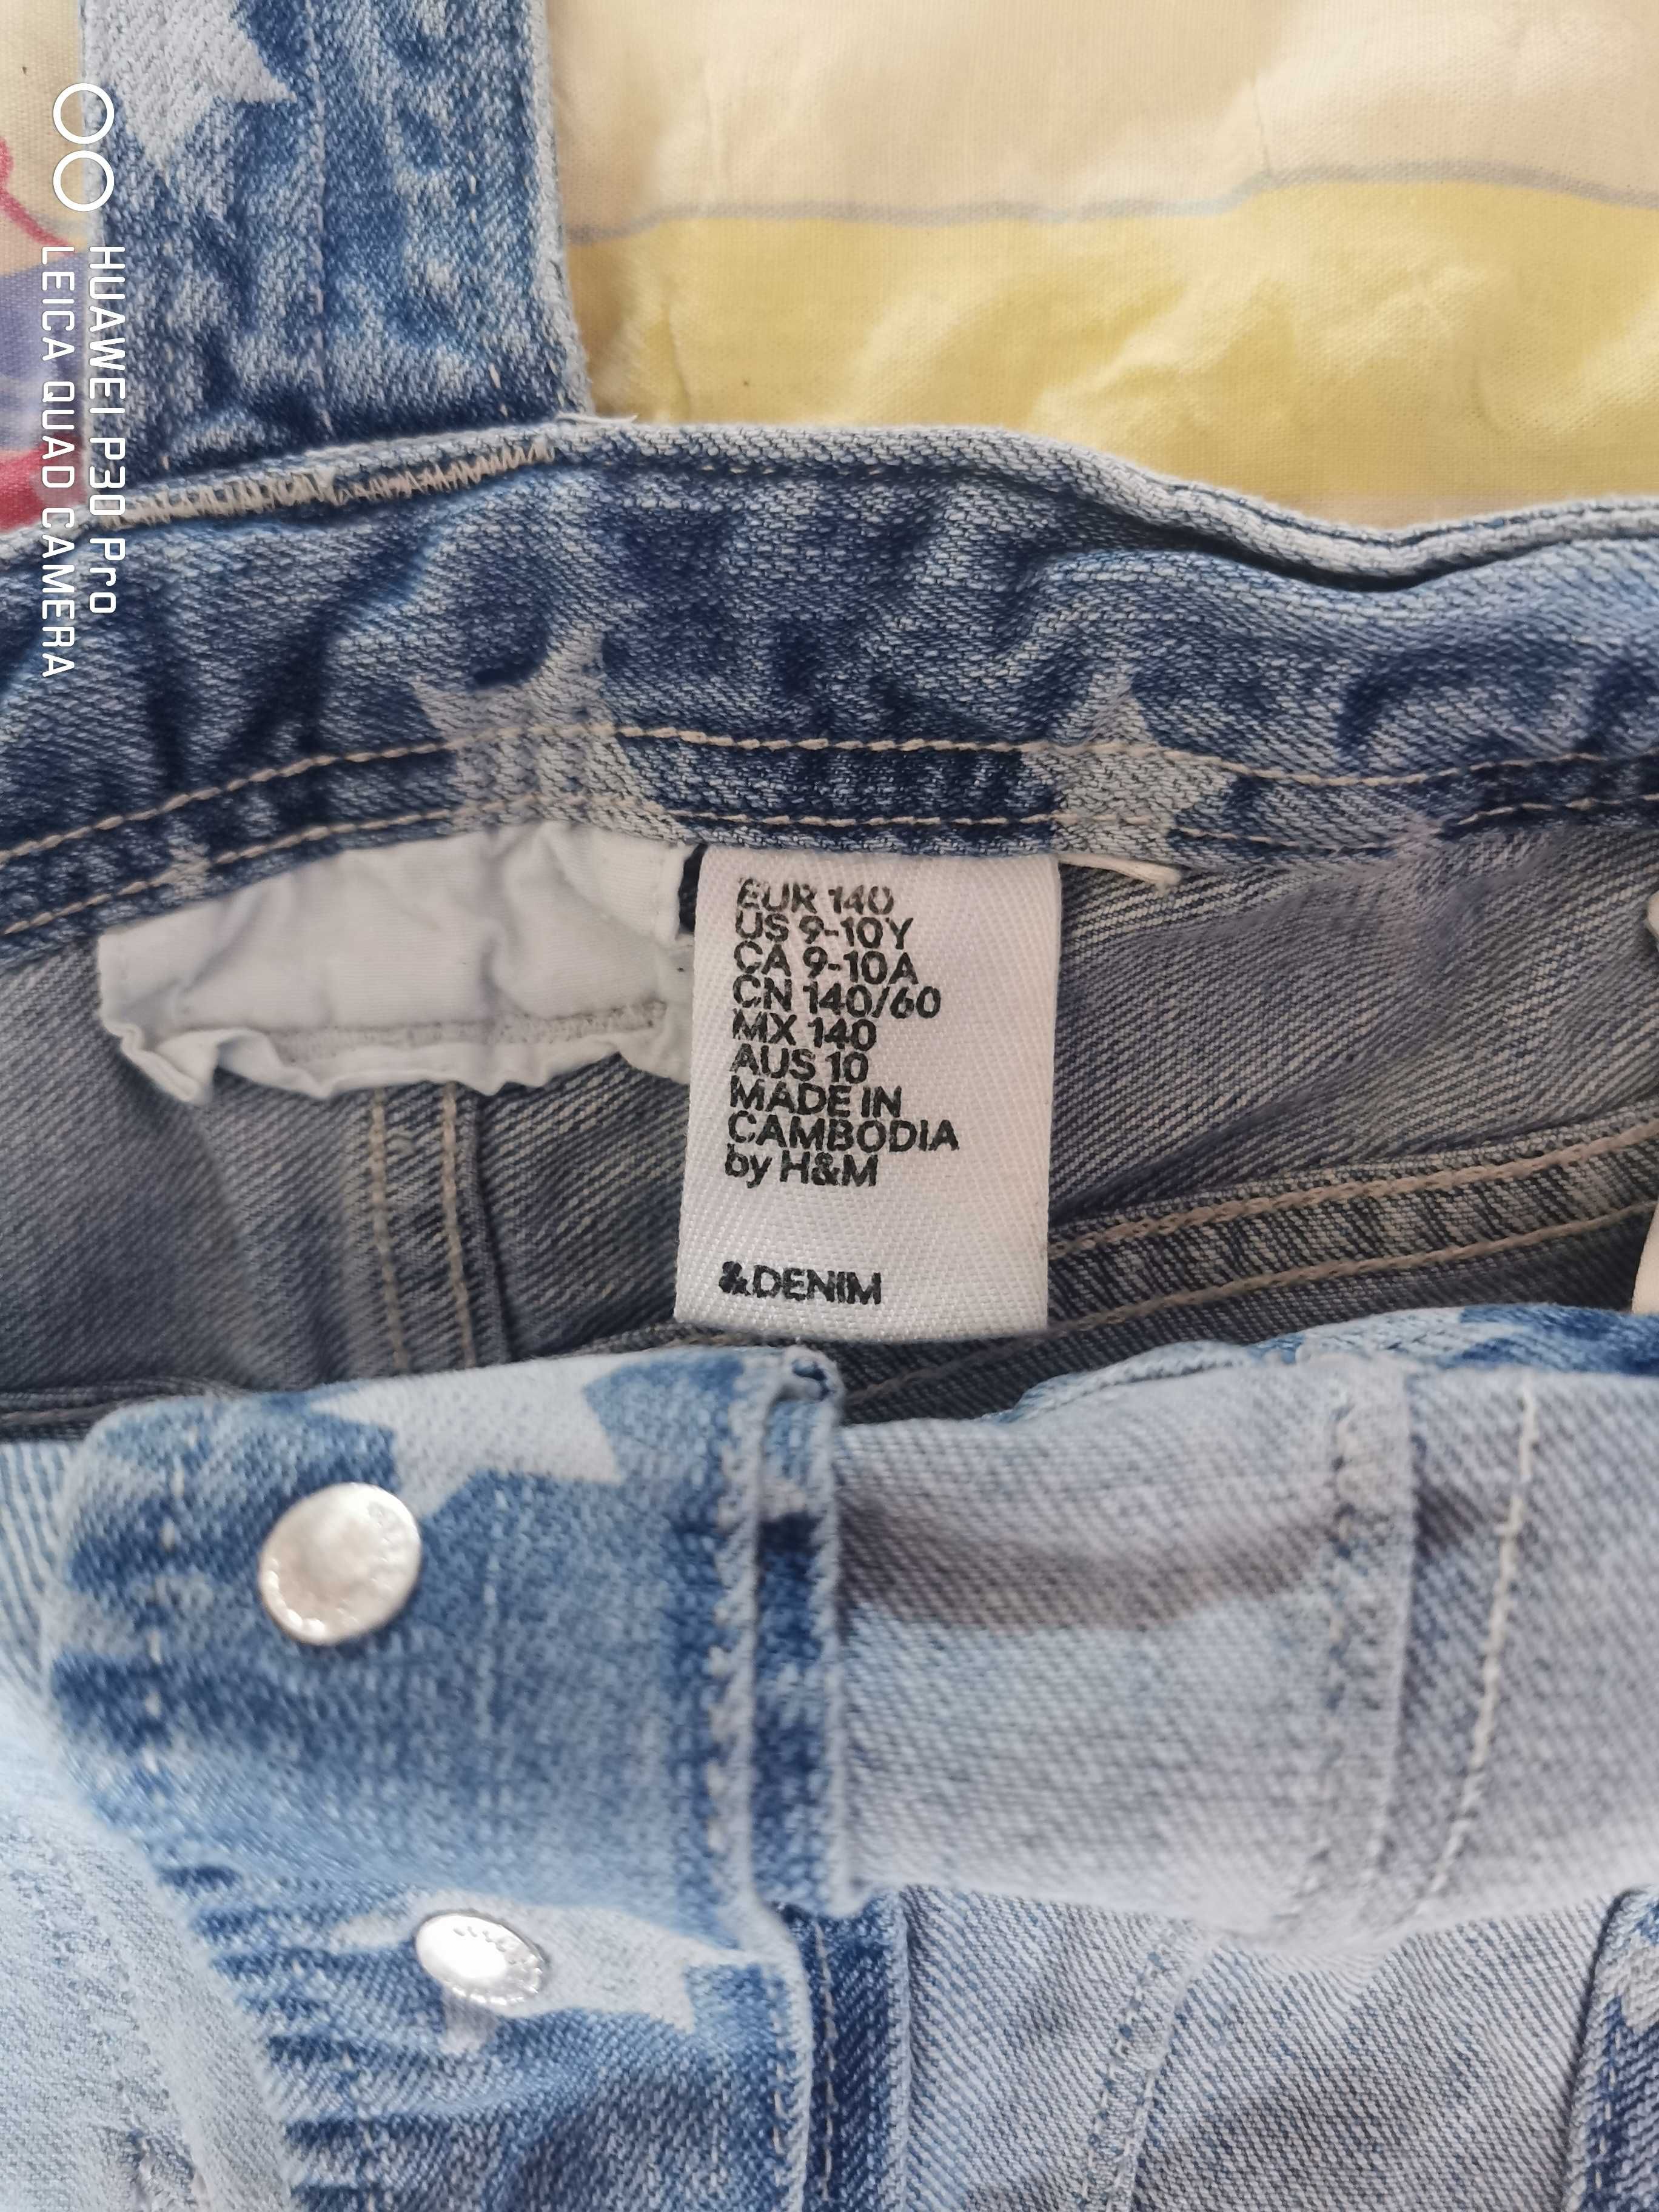 HUAWEI P30 Pro
LEICA QUAD CAMERA
EUR 140
US 9-10Y
CA 9-10A
CN 140/60
MX 140
AUS 10
MADE IN
CAMBODIA
by H&M
&DENIM